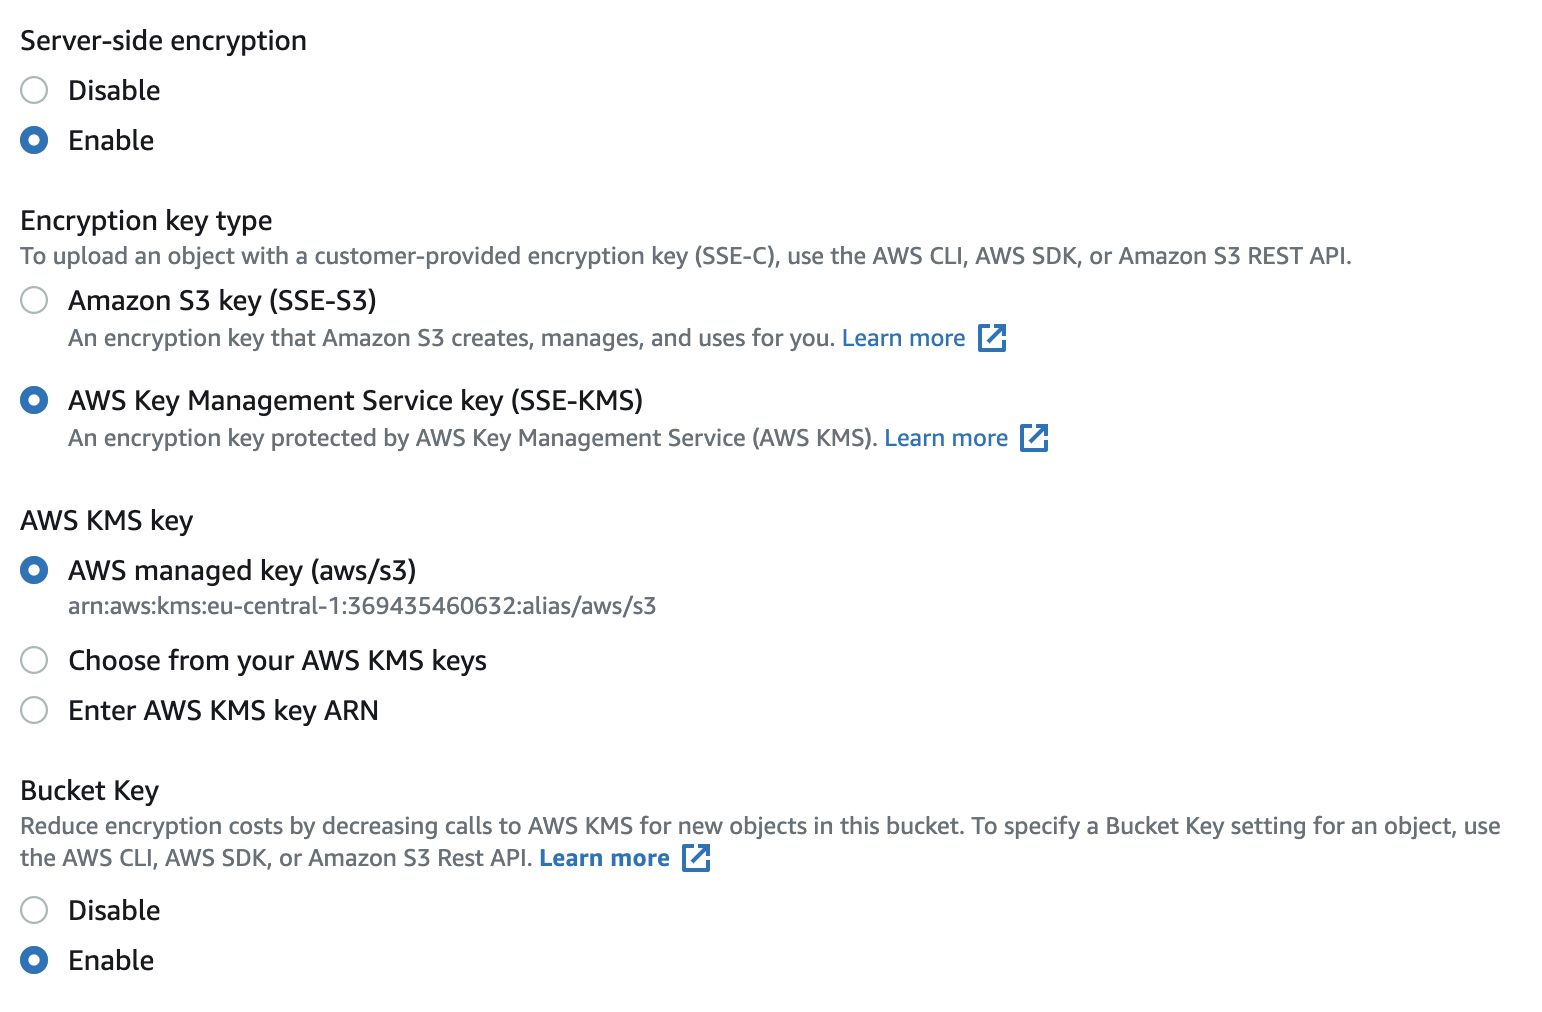 Server-side encryption
Disable
Enable
Encryption key type
To upload an object with a customer-provided encryption key (SSE-C), use the AWS CLI, AWS SDK, or Amazon S3 REST API.
Amazon S3 key (SSE-S3)
An encryption key that Amazon S3 creates, manages, and uses for you. Learn more
AWS Key Management Service key (SSE-KMS)
An encryption key protected by AWS Key Management Service (AWS KMS). Learn more
AWS KMS key
AWS managed key (aws/s3)
arn:aws:kms:eu-central-1:369435460632:alias/aws/s3
Choose from your AWS KMS keys
Enter AWS KMS key ARN
Bucket Key
Reduce encryption costs by decreasing calls to AWS KMS for new objects in this bucket. To specify a Bucket Key setting for an object, use
the AWS CLI, AWS SDK, or Amazon S3 Rest API. Learn more
Disable
Enable